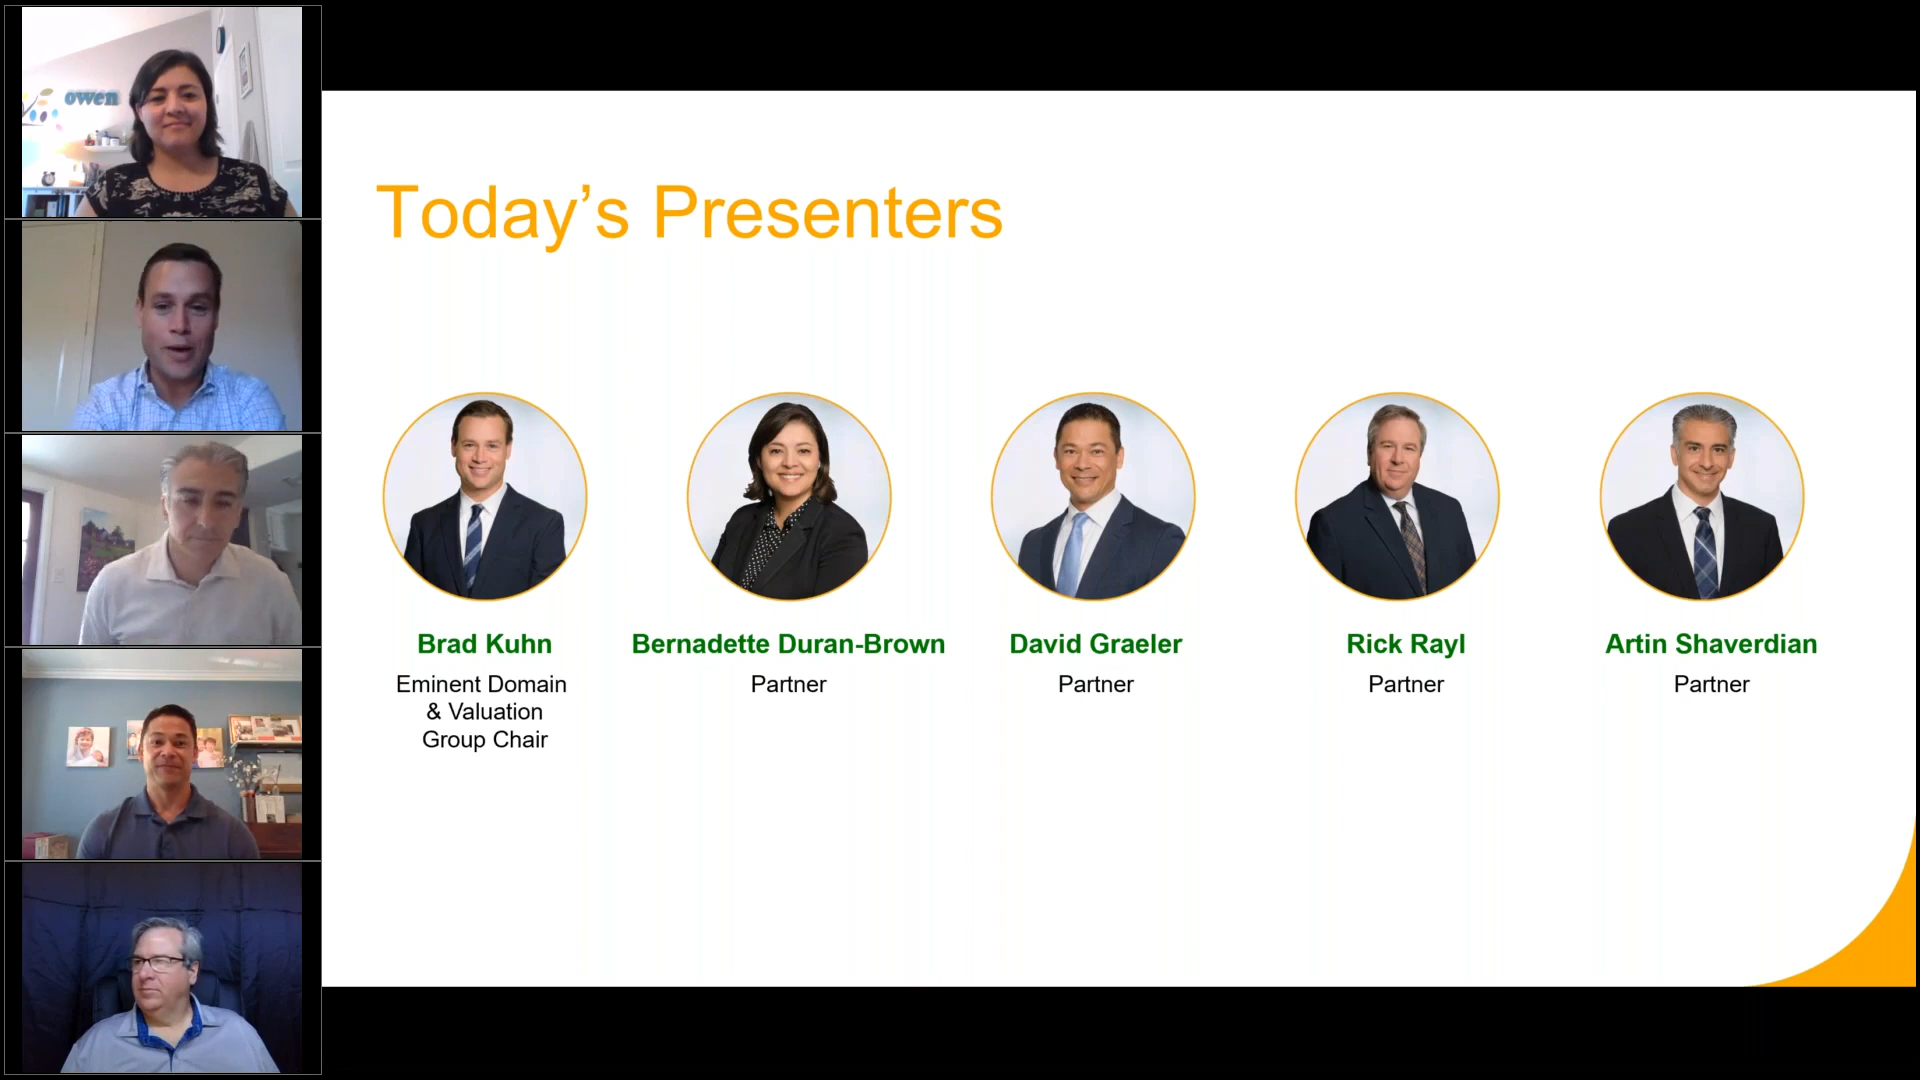 owen
Today's Presenters
Brad Kuhn
Eminent Domain
& Valuation
Group Chair
Bernadette Duran-Brown
Partner
David Graeler
Partner
Rick Rayl
Partner
Artin Shaverdian
Partner